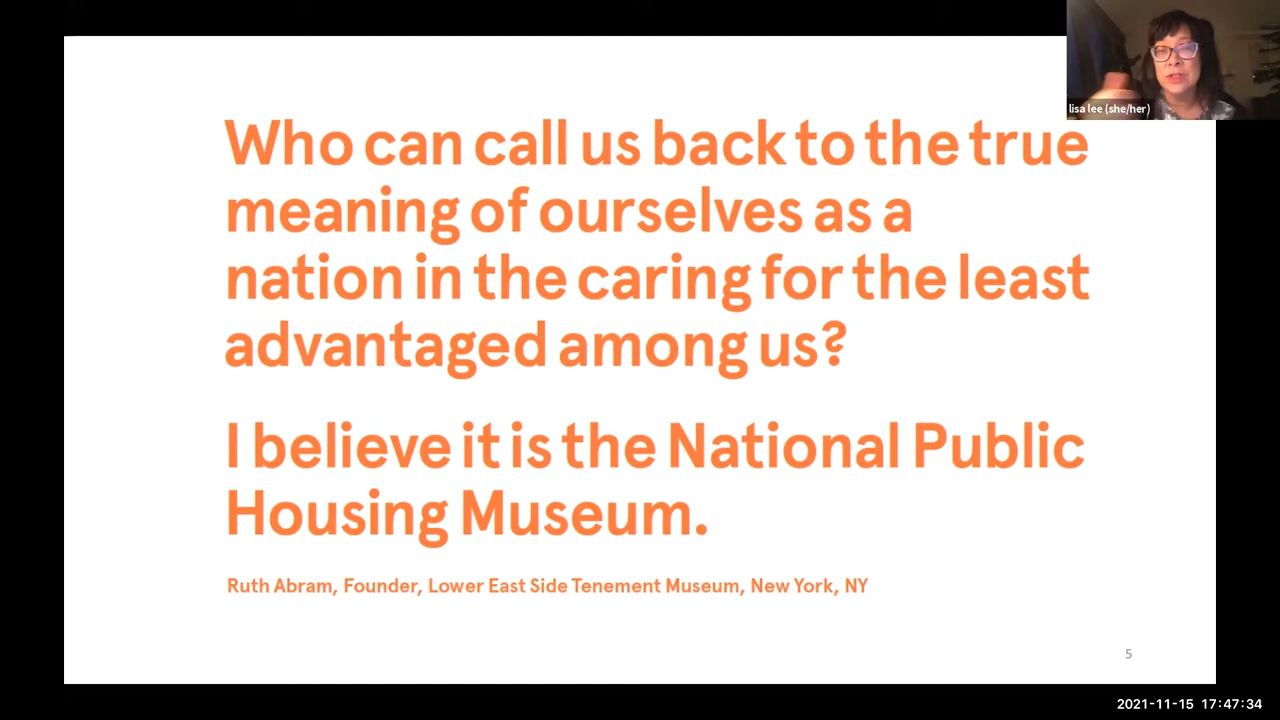 lisa lee (she/her)
Who can call us back to the true
meaning of ourselves as a
nation in the caring for the least
advantaged among us?
I believe it is the National Public
Housing Museum.
Ruth Abram, Founder, Lower East Side Tenement Museum, New York, NY
5
2021-11-15 17:47:34